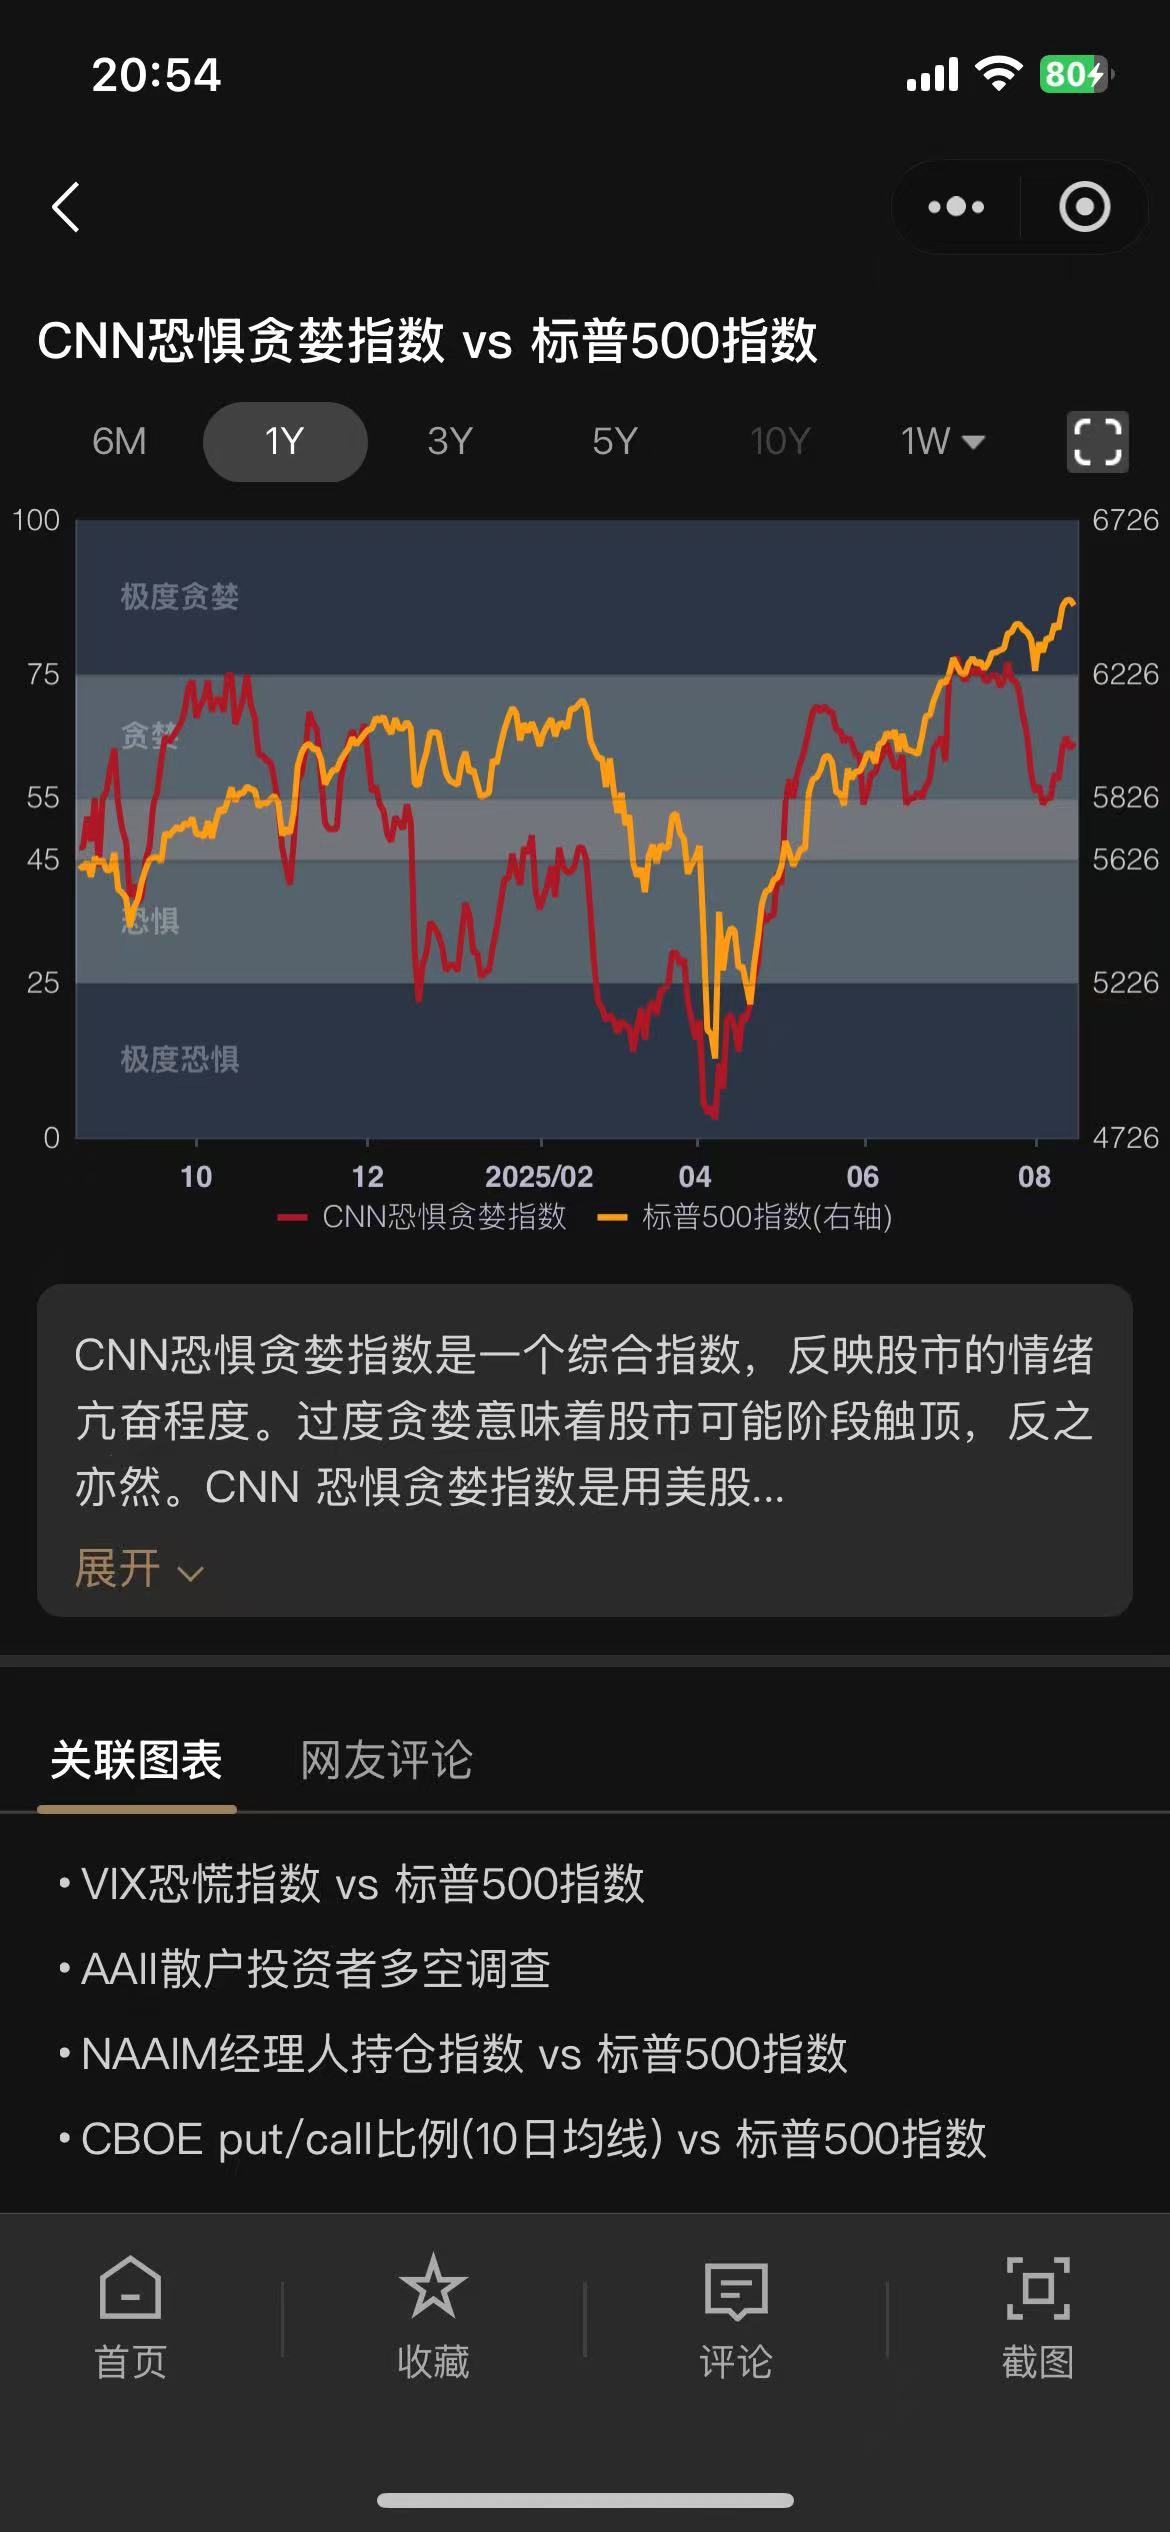 20:54
80
CNN恐惧贪婪指数 vs 标普500指数
6M 1Y 3Y 5Y 10Y 1W
100 6726
极度贪婪
75 6226
贪婪
55 5826
45 5626
恐惧
25 5226
极度恐惧
0 4726
10 12 2025/02 04 06 08
CNN恐惧贪婪指数 标普500指数(右轴)
CNN恐惧贪婪指数是一个综合指数，反映股市的情绪
亢奋程度。过度贪婪意味着股市可能阶段触顶，反之
亦然。CNN 恐惧贪婪指数是用美股...
展开
关联图表 网友评论
• VIX恐慌指数 vs 标普500指数
• AAII散户投资者多空调查
• NAAIM经理人持仓指数 vs 标普500指数
• CBOE put/call比例(10日均线) vs 标普500指数
首页 收藏 评论 截图